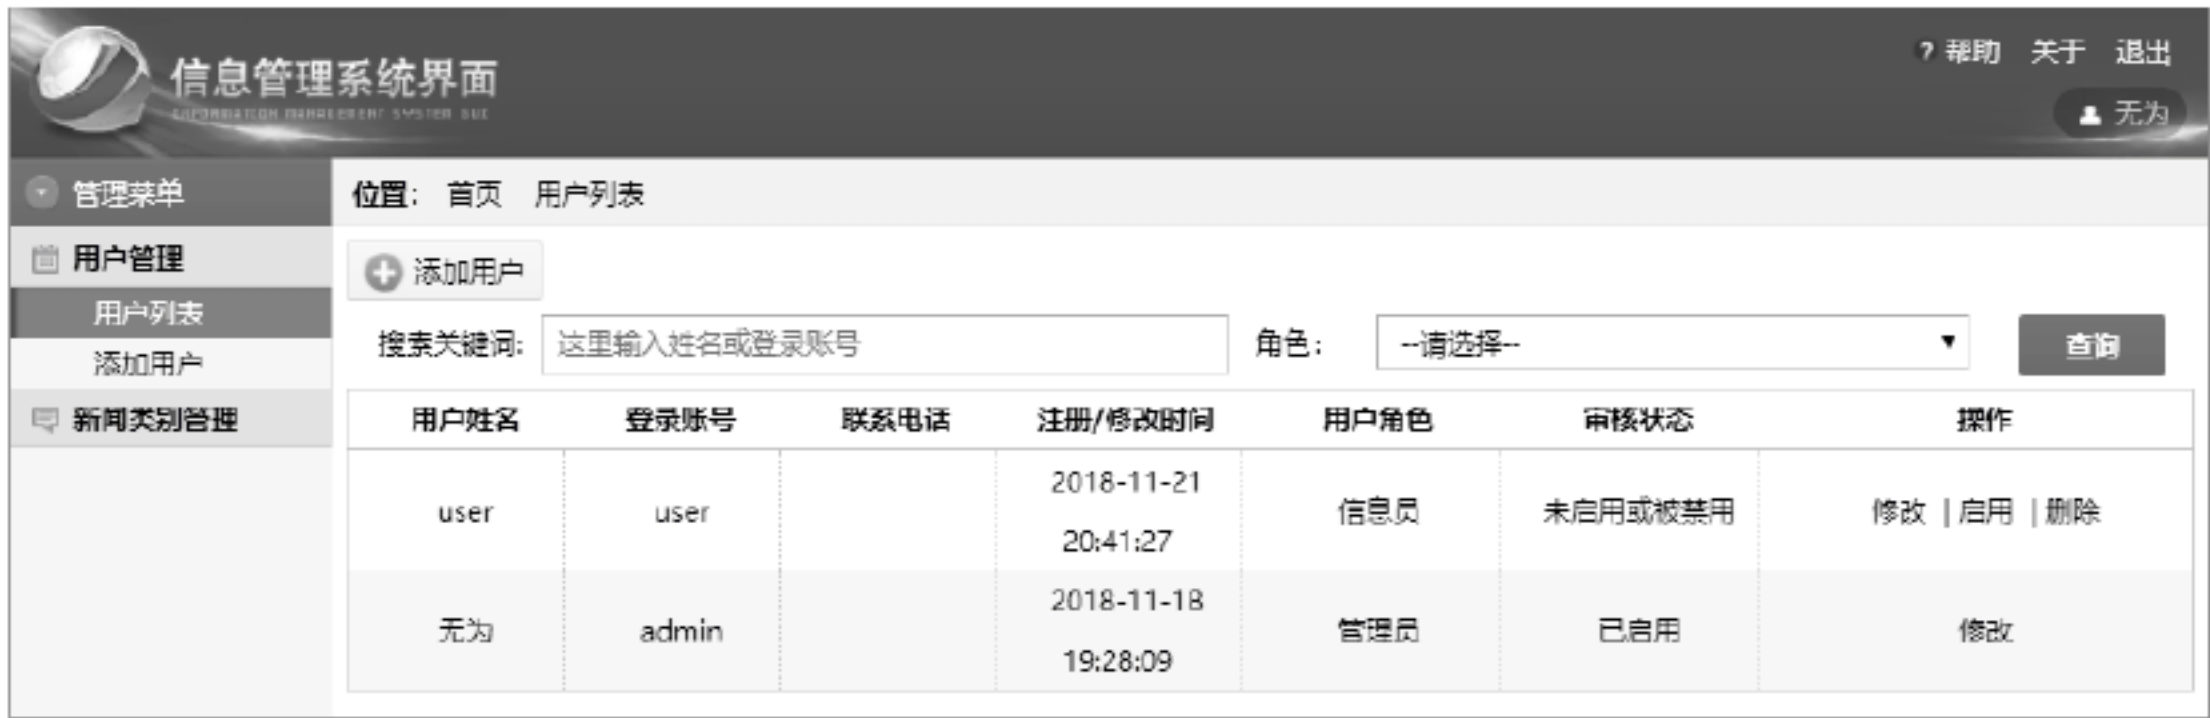 信息管理系统界面
INFORMATION MANAGEMENT SYSTEM GUI
? 帮助 关于 退出
无为
管理菜单
位置: 首页 用户列表
用户管理
添加用户
用户列表
搜索关键词: 这里输入姓名或登录账号 角色: --请选择-- 查询
添加用户
新闻类别管理
用户姓名 登录账号 联系电话 注册/修改时间 用户角色 审核状态 操作
user user 2018-11-21 20:41:27 信息员 未启用或被禁用 修改 | 启用 | 删除
无为 admin 2018-11-18 19:28:09 管理员 已启用 修改